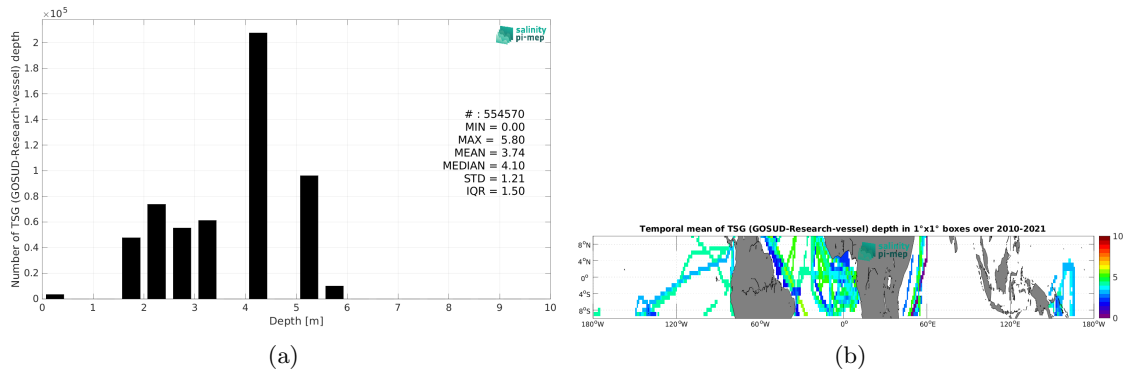 ×10⁵
salinity
pi-mep
2
1.8
1.6
1.4
1.2
1
0.8
0.6
0.4
0.2
0
Number of TSG (GOSUD-Research-vessel) depth
# : 554570
MIN = 0.00
MAX = 5.80
MEAN = 3.74
MEDIAN = 4.10
STD = 1.21
IQR = 1.50
0 1 2 3 4 5 6 7 8 9 10
Depth [m]
(a)
Temporal mean of TSG (GOSUD-Research-vessel) depth in 1°x1° boxes over 2010-2021
salinity
pi-mep
8°N
4°N
0°
4°S
8°S
180°W 120°W 60°W 0° 60°E 120°E 180°W
10
5
0
(b)